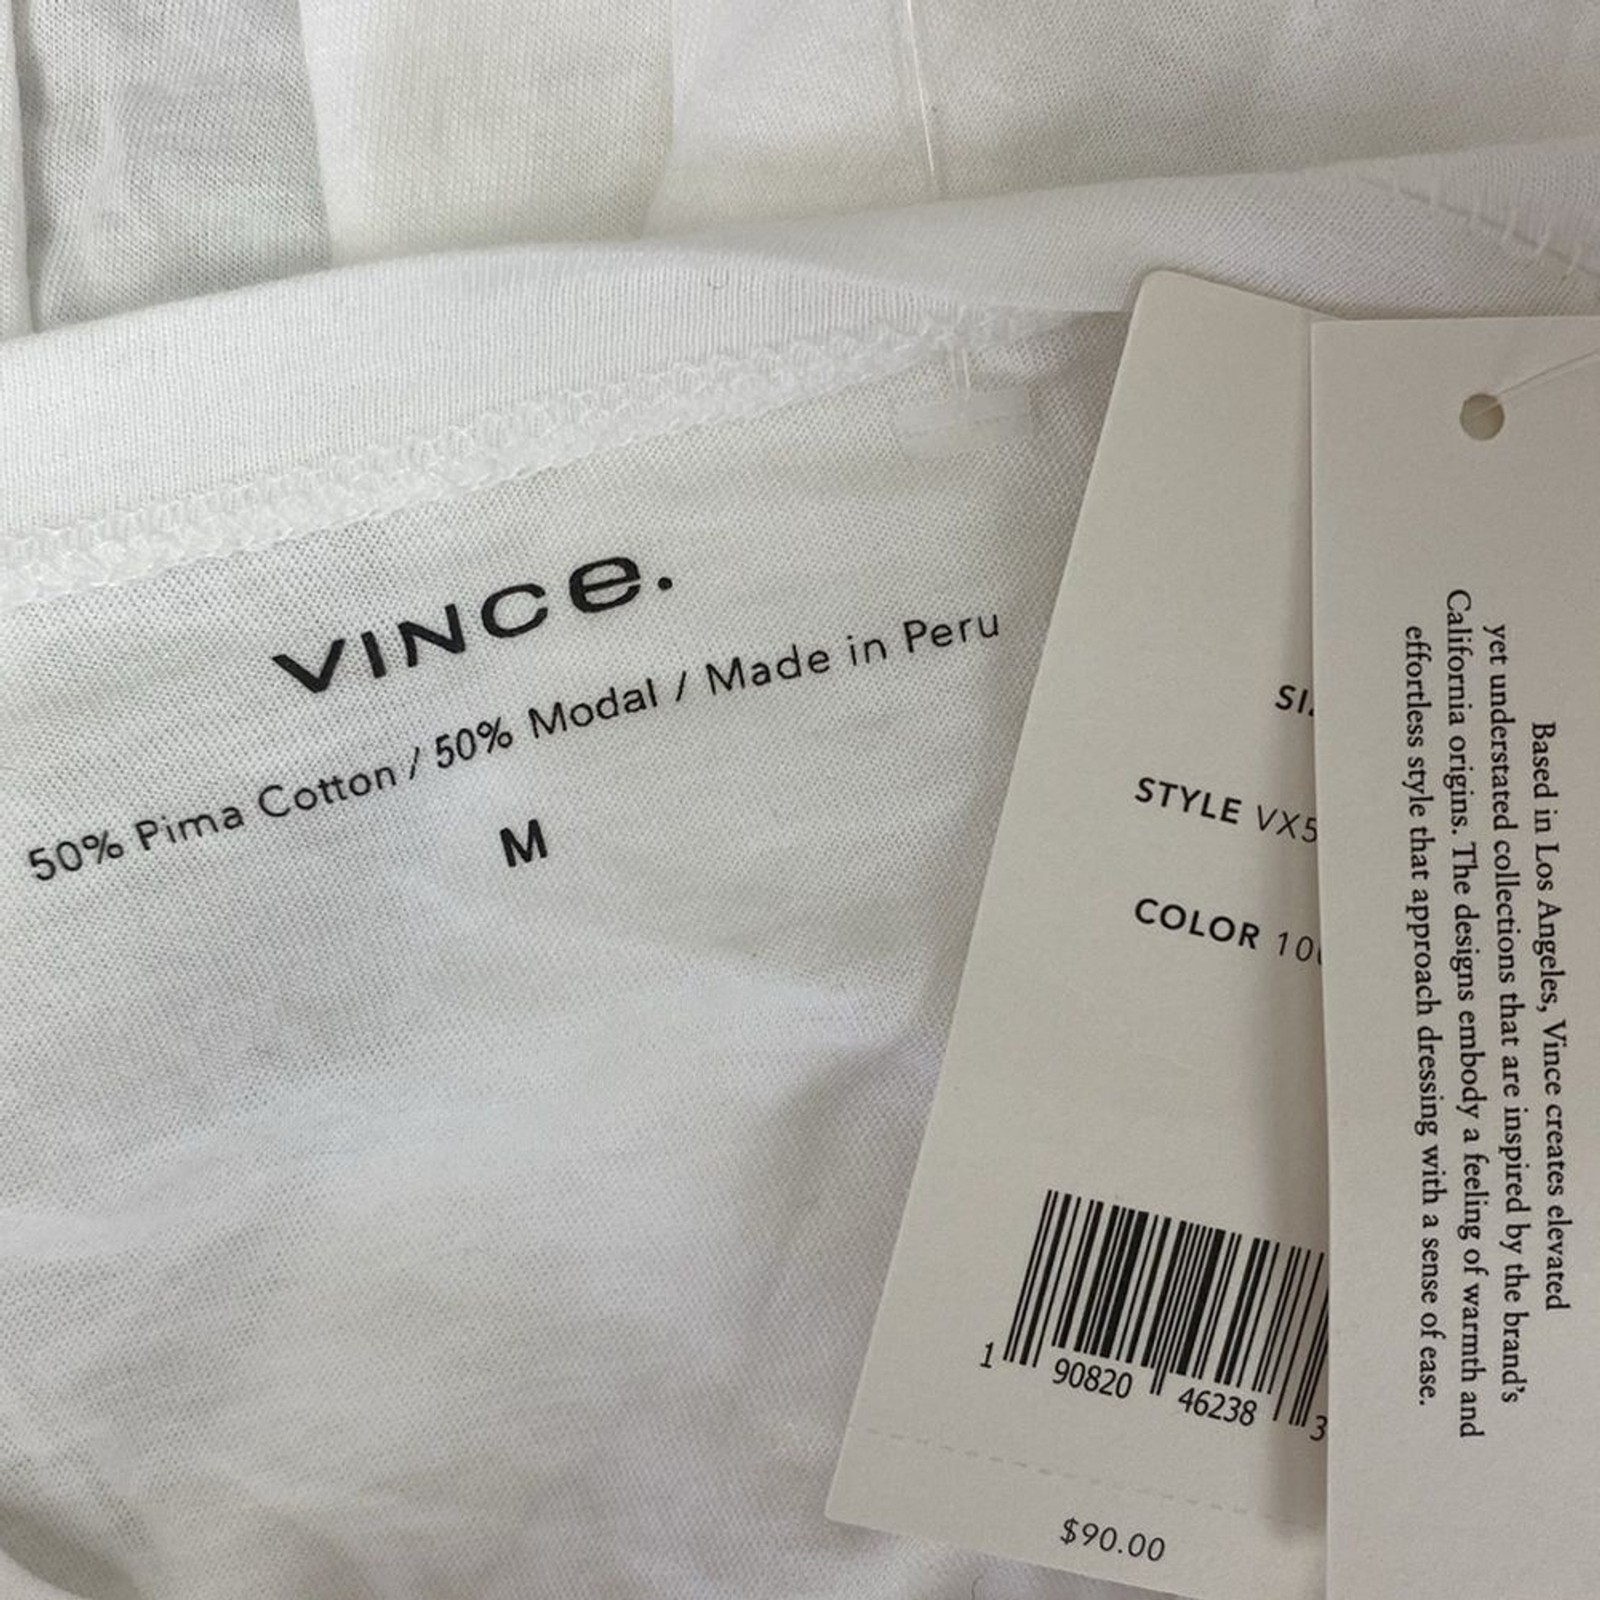 VINCe.
50% Pima Cotton / 50% Modal / Made in Peru
M
STYLE
COLOR
1 90820 46238 3
$90.00
Based in Los Angeles, Vince creates elevated
yet understated collections that are inspired by the brand's
California origins. The designs embody a feeling of warmth and
effortless style that approach dressing with a sense of ease.